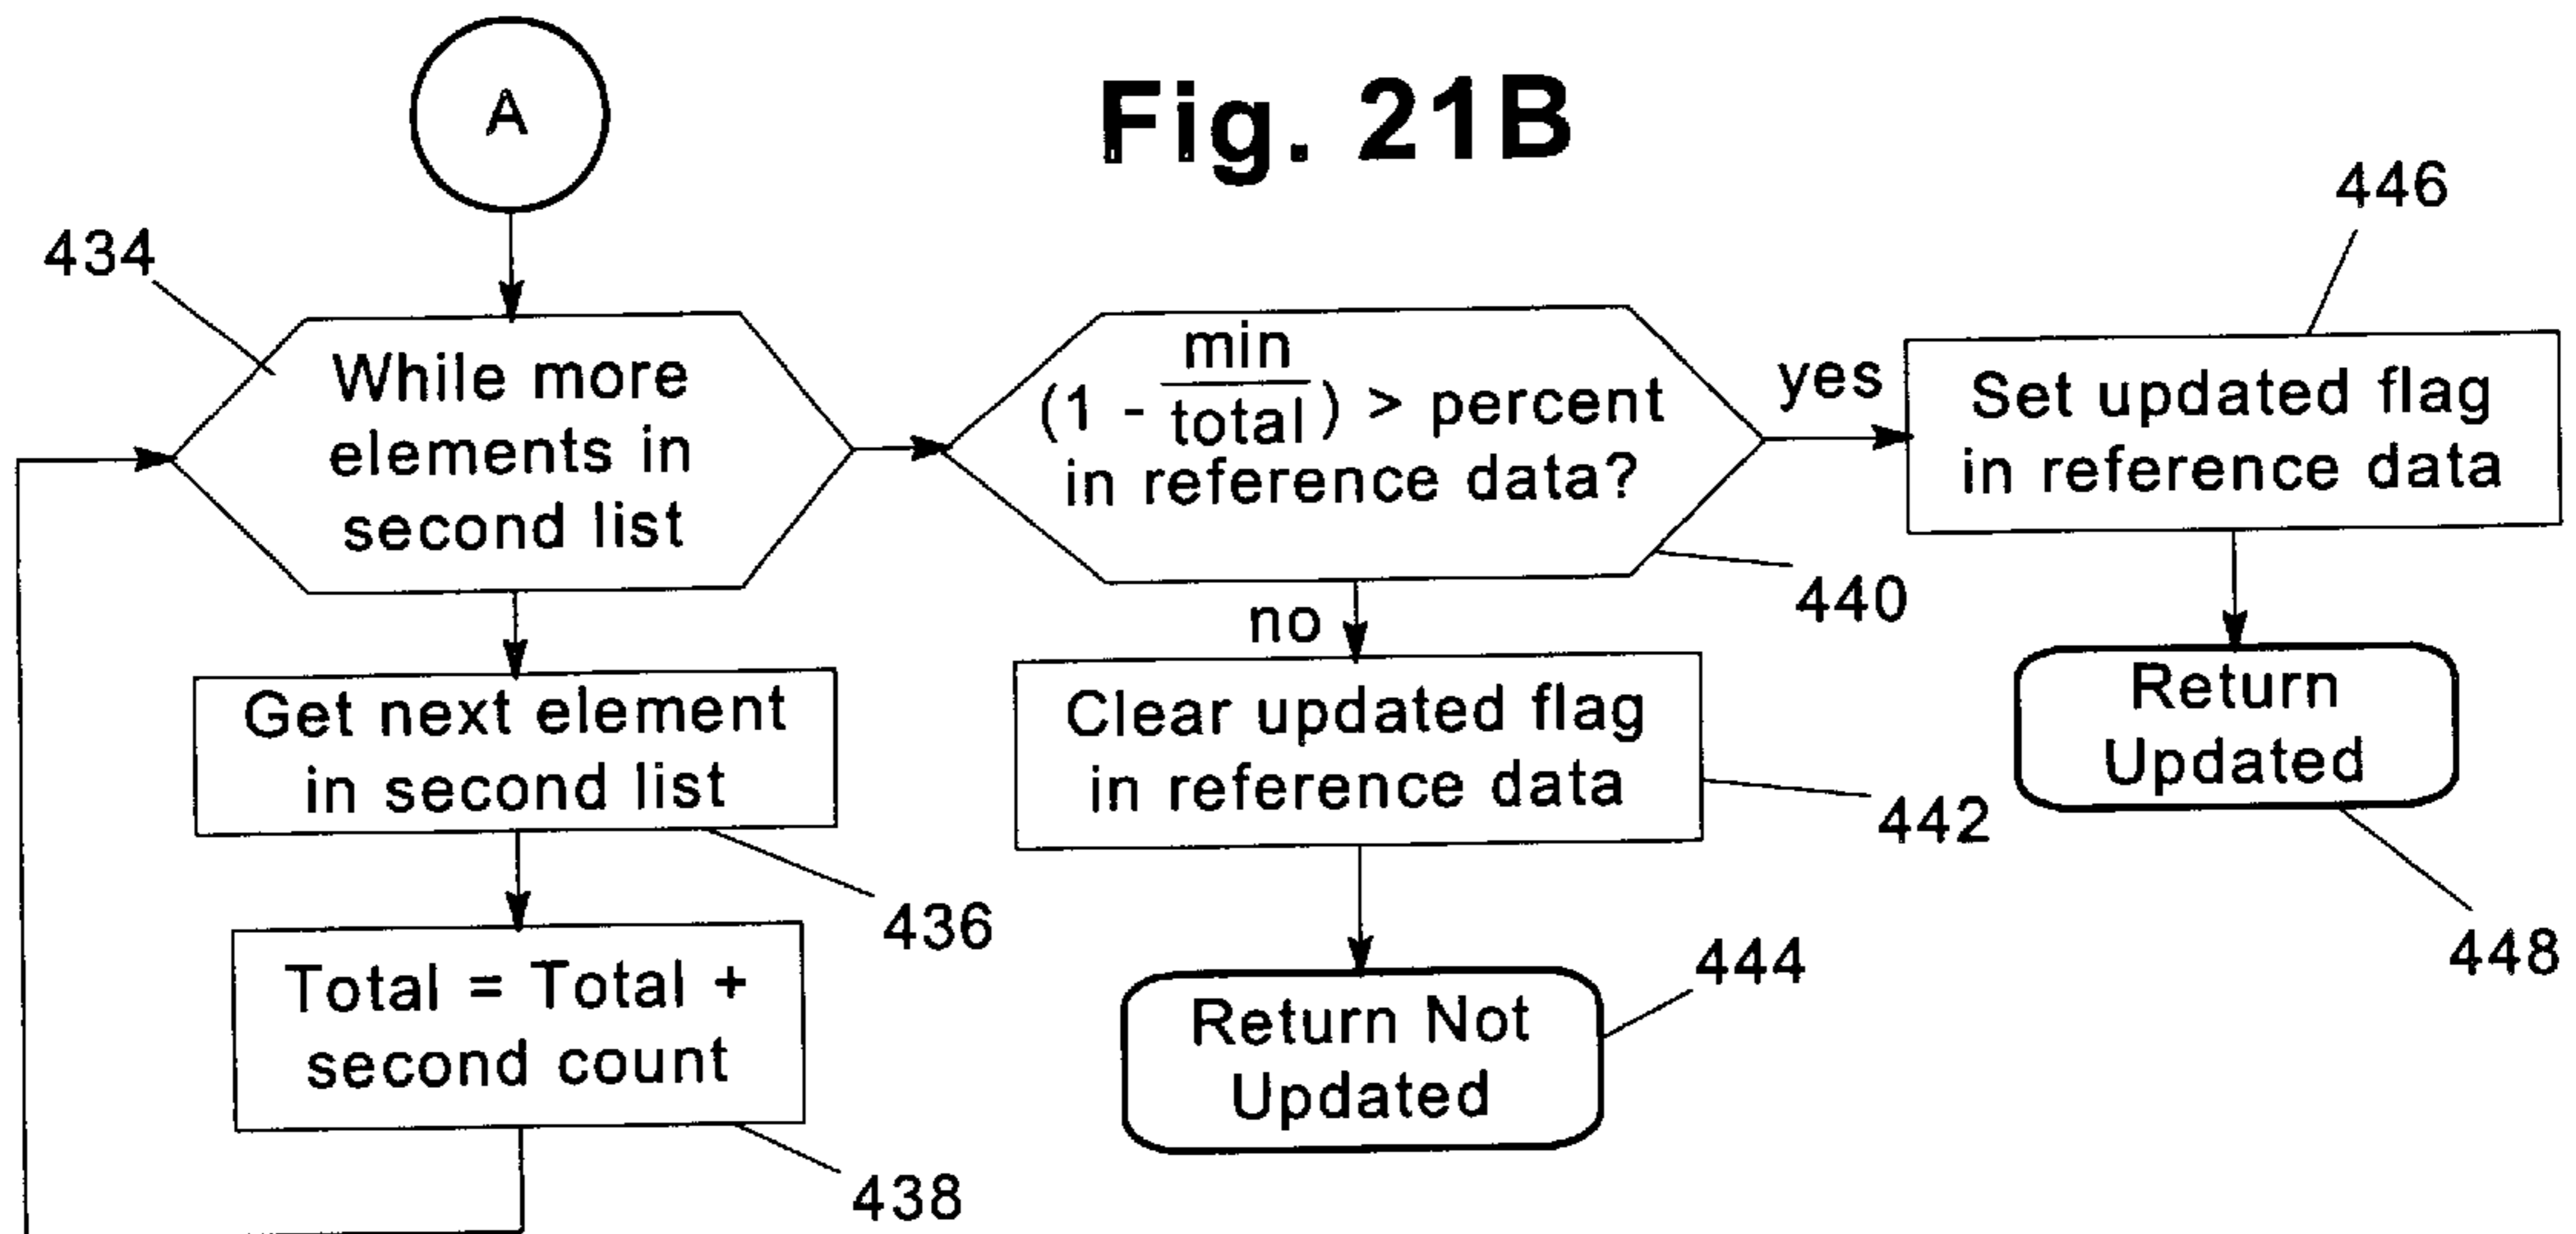 A
Fig. 21B
446
434
While more
elements in
second list
min
(1 - total) > percent
in reference data?
yes
Set updated flag
in reference data
440
no
Get next element
in second list
Clear updated flag
in reference data
Return
Updated
442
436
444
448
Total = Total +
second count
Return Not
Updated
438